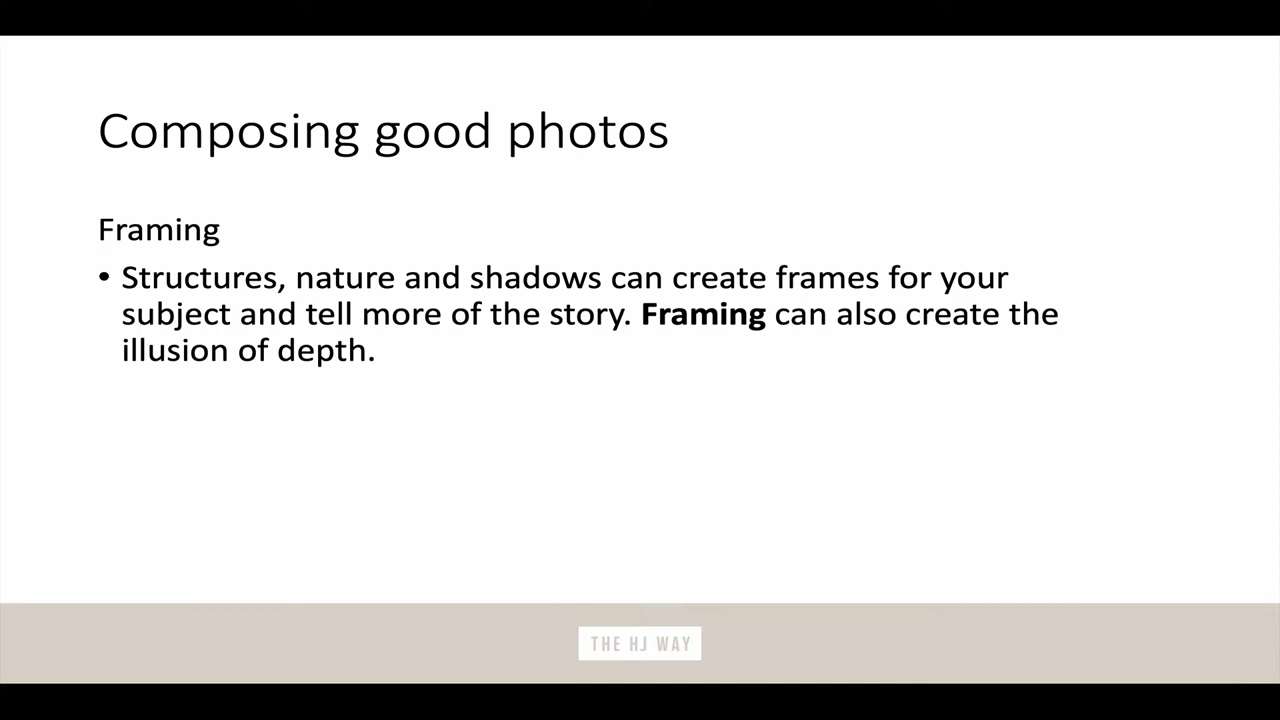 Composing good photos
Framing
• Structures, nature and shadows can create frames for your
subject and tell more of the story. Framing can also create the
illusion of depth.
THE HJ WAY